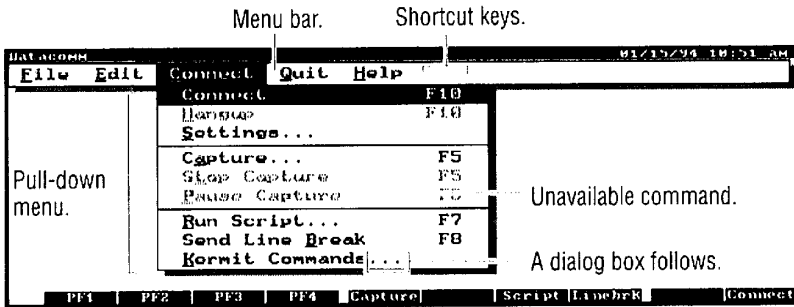 Menu bar. Shortcut keys.
Datacomm 01/15/94 10:51 AM
File Edit Connect Quit Help
Connect F10
Hangup F10
Settings...
Capture... F5
Stop Capture F5
Pause Capture F6
Run Script... F7
Send Line Break F8
Kermit Commands...
Pull-down menu.
Unavailable command.
A dialog box follows.
PF1 PF2 PF3 PF4 Capture Script Linebrk Connect